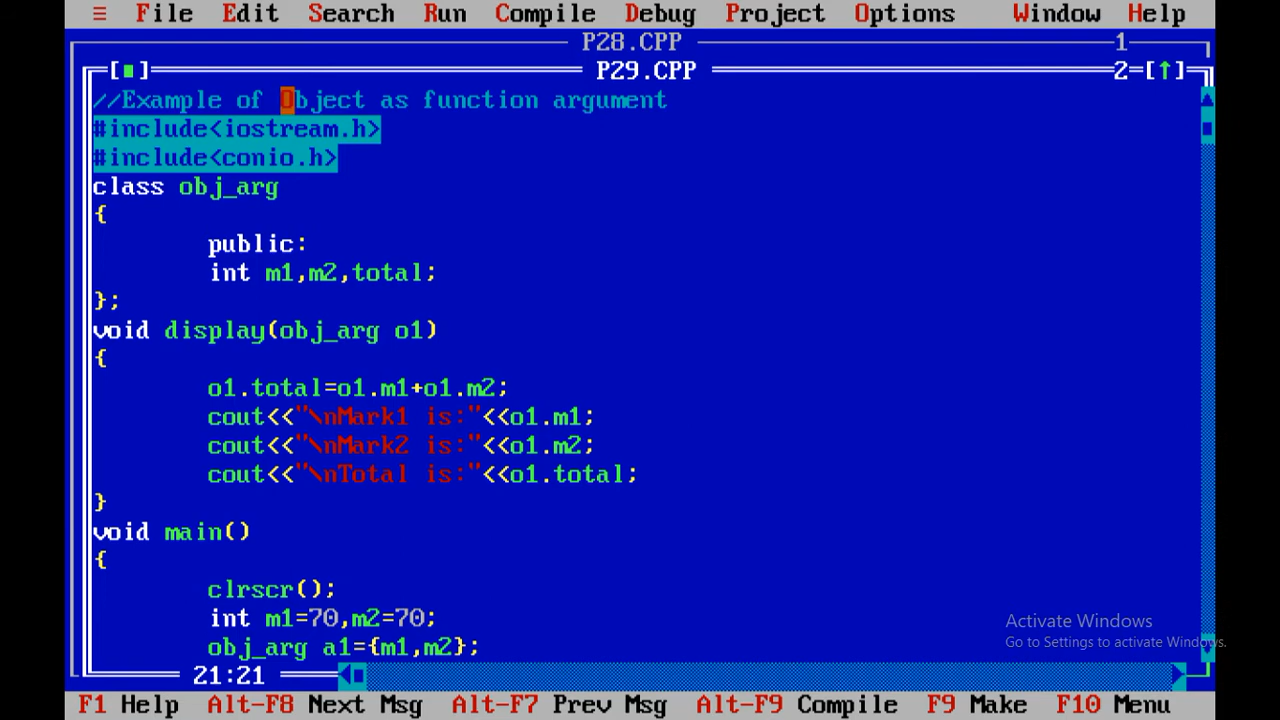 ≡ File Edit Search Run Compile Debug Project Options Window Help
P28.CPP 1
[■] P29.CPP 2=[↑]
//Example of Object as function argument
#include<iostream.h>
#include<conio.h>
class obj_arg
{
public:
int m1,m2,total;
};
void display(obj_arg o1)
{
o1.total=o1.m1+o1.m2;
cout<<"\nMark1 is:"<<o1.m1;
cout<<"\nMark2 is:"<<o1.m2;
cout<<"\nTotal is:"<<o1.total;
}
void main()
{
clrscr();
int m1=70,m2=70;
obj_arg a1={m1,m2};
Activate Windows
Go to Settings to activate Windows.
21:21
F1 Help Alt-F8 Next Msg Alt-F7 Prev Msg Alt-F9 Compile F9 Make F10 Menu